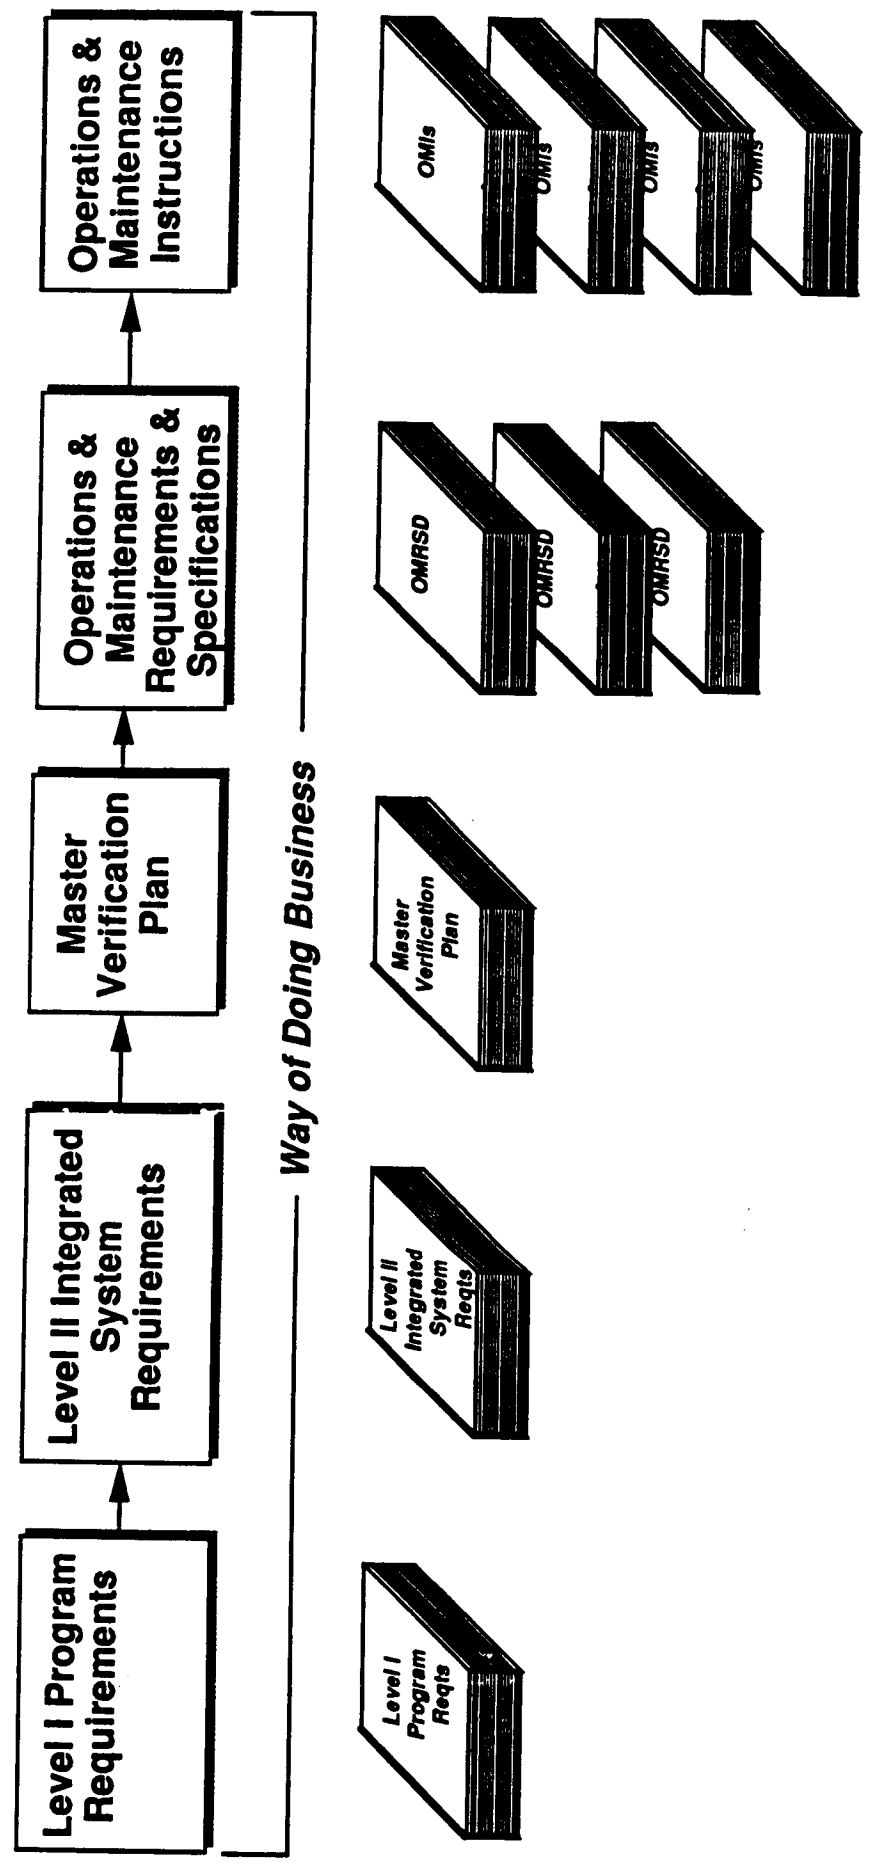 Level I Program
Requirements
Level II Integrated
System
Requirements
Master
Verification
Plan
Operations &
Maintenance
Requirements &
Specifications
Operations &
Maintenance
Instructions
Way of Doing Business
Level I
Program
Reqts
Level II
Integrated
System
Reqts
Master
Verification
Plan
OMRSD
OMRSD
OMRSD
OMIs
OMIs
OMIs
OMIs